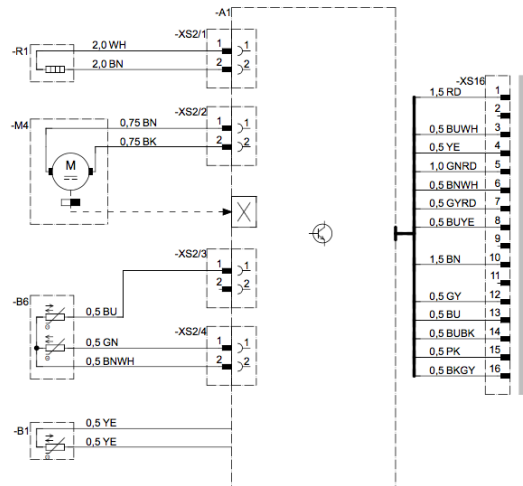 -A1
-XS2/1
-R1
2,0 WH
1
1
2,0 BN
2
2
-XS2/2
-M4
0,75 BN
1
1
0,75 BK
2
2
M
-XS2/3
1
1
2
2
-B6
0,5 BU
-XS2/4
0,5 GN
1
1
0,5 BNWH
2
2
-B1
0,5 YE
0,5 YE
-XS16
1,5 RD
1
2
0,5 BUWH
3
0,5 YE
4
1,0 GNRD
5
0,5 BNWH
6
0,5 GYRD
7
0,5 BUYE
8
9
1,5 BN
10
11
0,5 GY
12
0,5 BU
13
0,5 BUBK
14
0,5 PK
15
0,5 BKGY
16